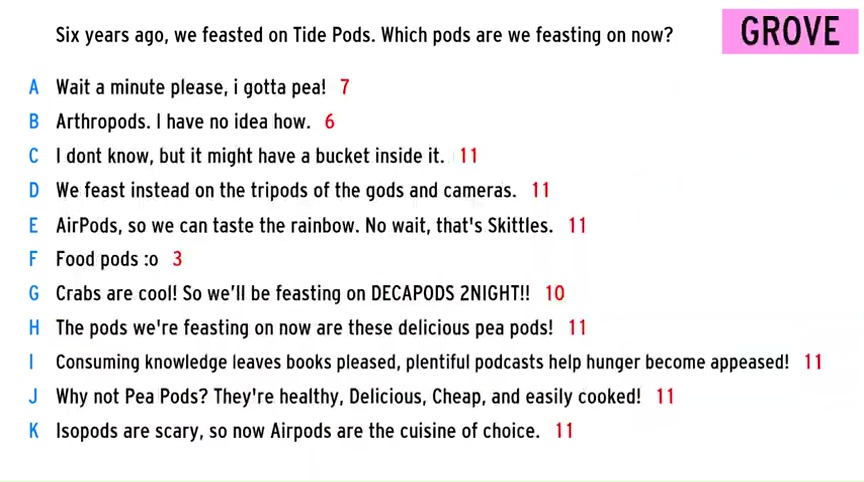 Six years ago, we feasted on Tide Pods. Which pods are we feasting on now?
GROVE
A Wait a minute please, i gotta pea! 7
B Arthropods. I have no idea how. 6
C I dont know, but it might have a bucket inside it. 11
D We feast instead on the tripods of the gods and cameras. 11
E AirPods, so we can taste the rainbow. No wait, that's Skittles. 11
F Food pods :o 3
G Crabs are cool! So we'll be feasting on DECAPODS 2NIGHT!! 10
H The pods we're feasting on now are these delicious pea pods! 11
I Consuming knowledge leaves books pleased, plentiful podcasts help hunger become appeased! 11
J Why not Pea Pods? They're healthy, Delicious, Cheap, and easily cooked! 11
K Isopods are scary, so now Airpods are the cuisine of choice. 11